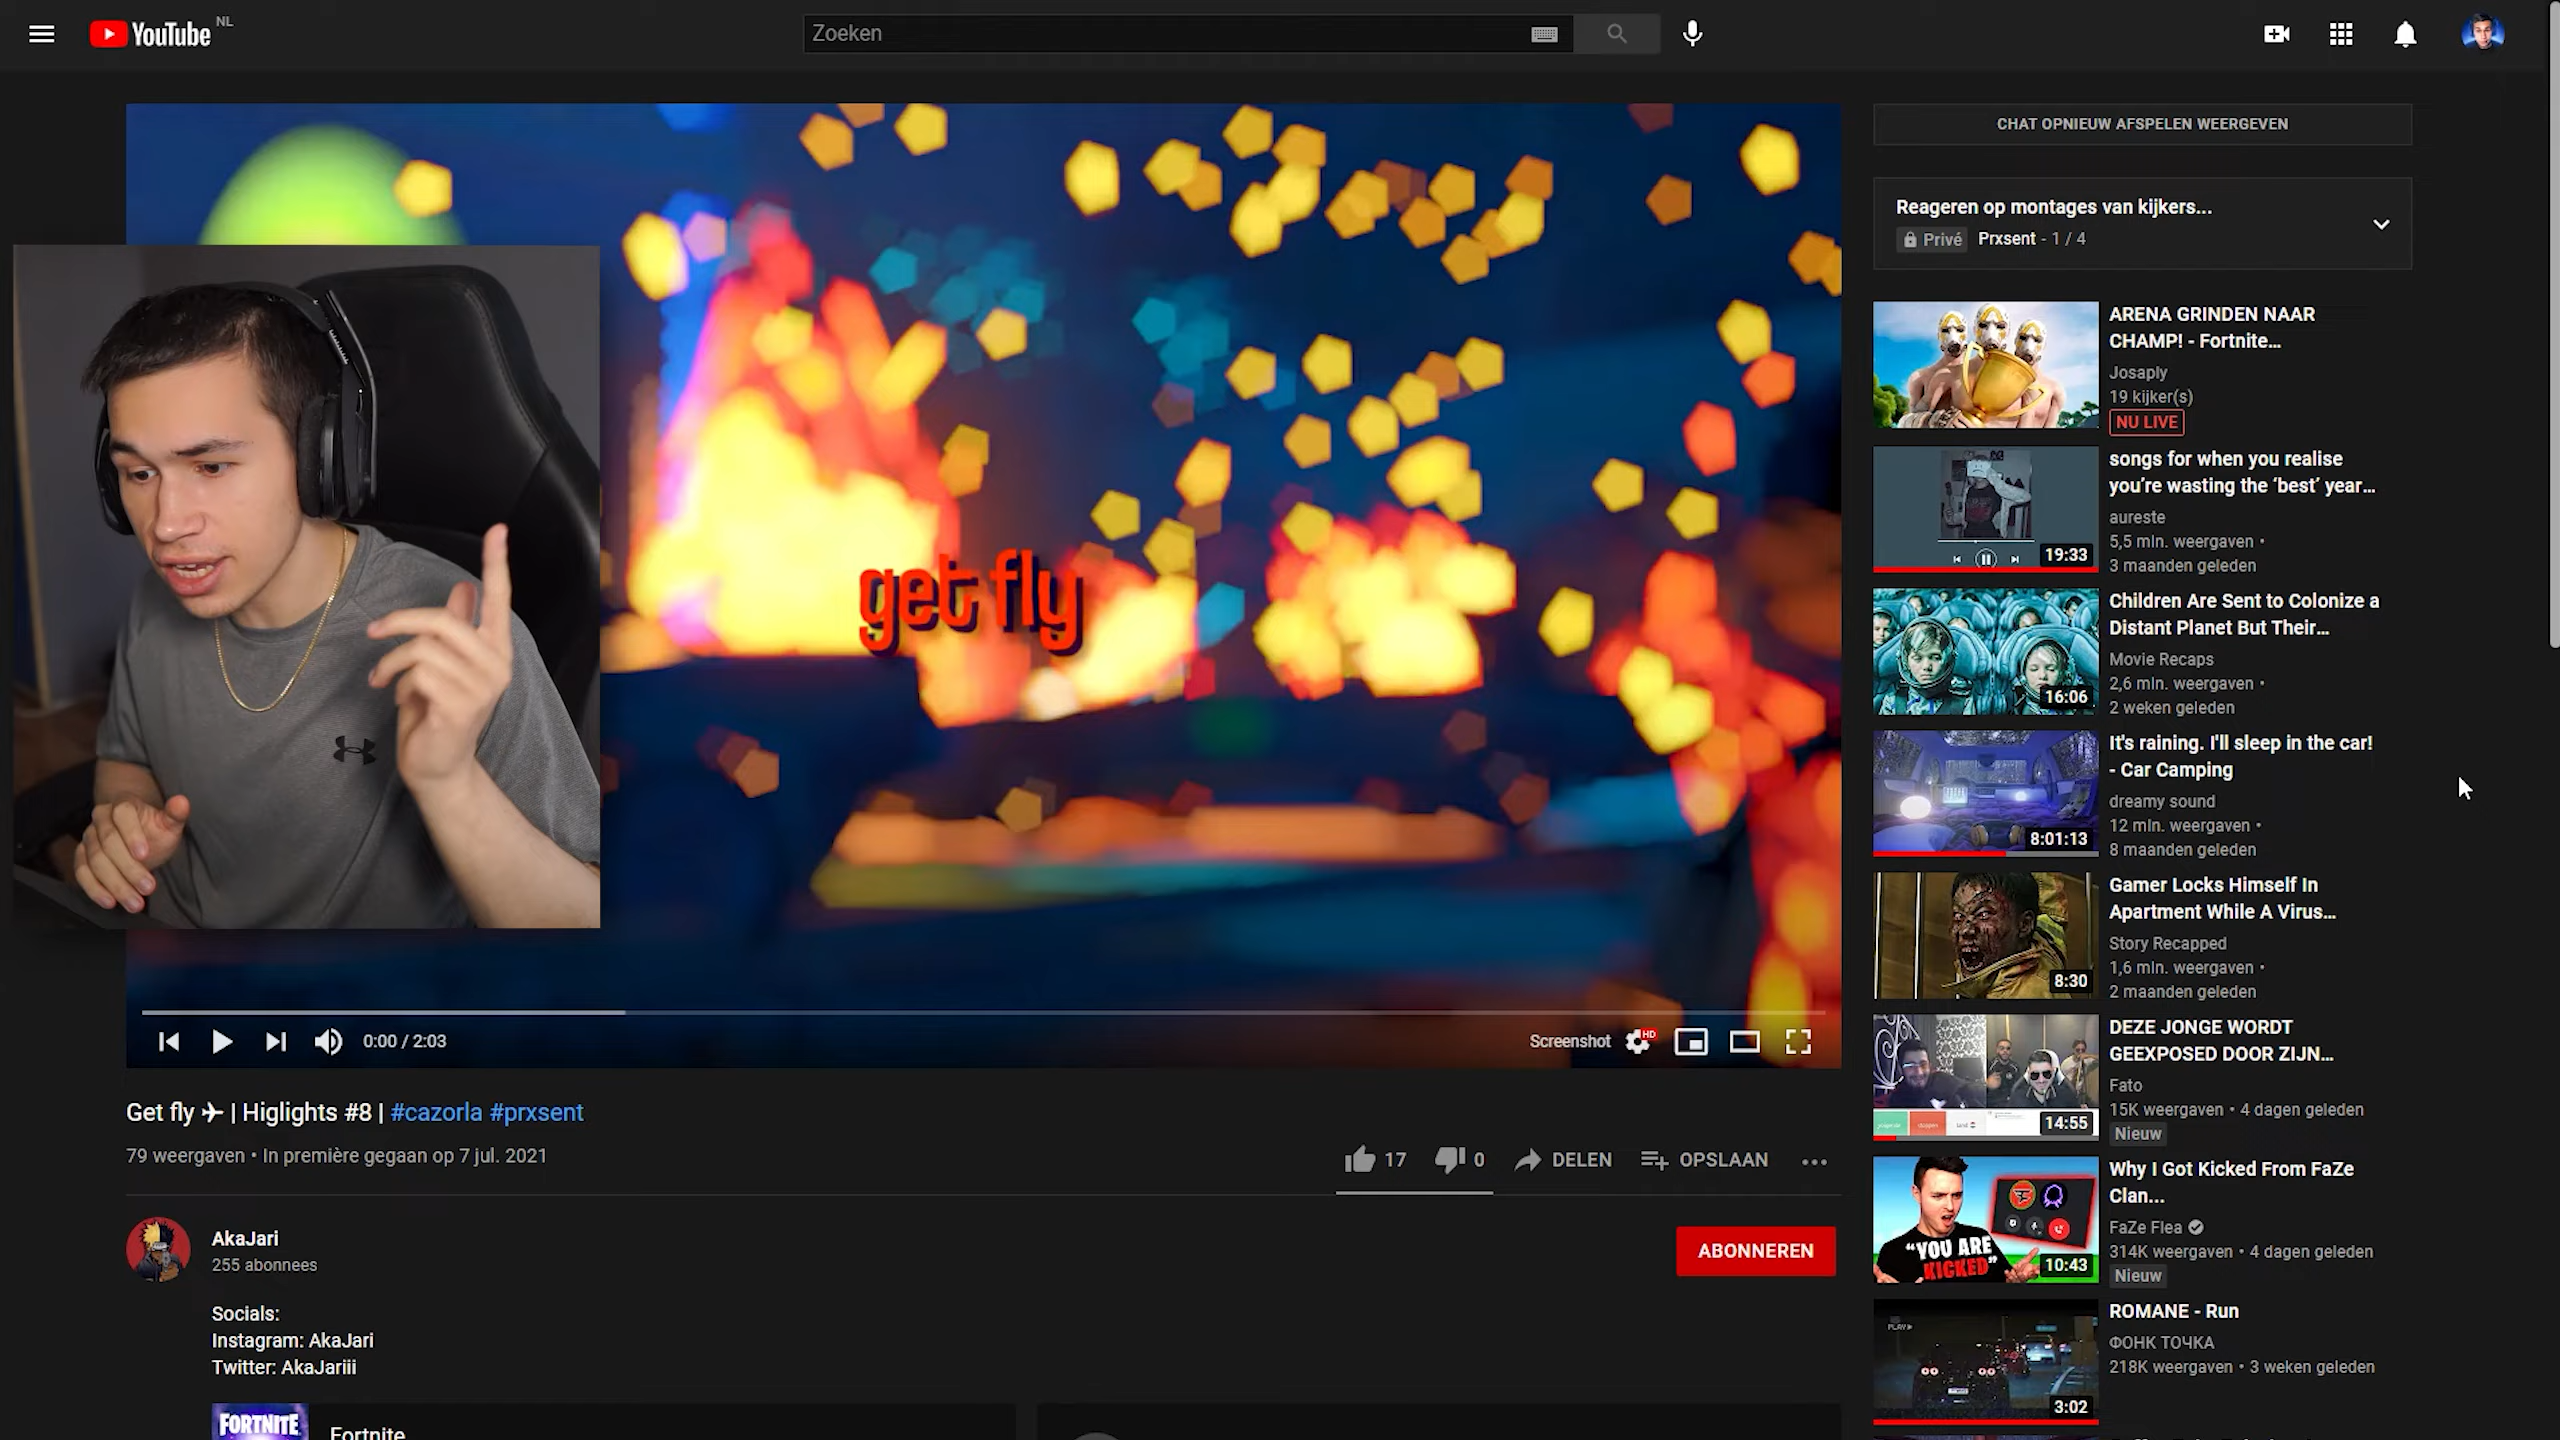 YouTube NL
Zoeken
get fly
0:00 / 2:03
Screenshot
HD
Get fly ✈ | Higlights #8 | #cazorla #prxsent
79 weergaven • In première gegaan op 7 jul. 2021
17
0
DELEN
OPSLAAN
AkaJari
255 abonnees
ABONNEREN
Socials:
Instagram: AkaJari
Twitter: AkaJariii
FORTNITE
Fortnite
CHAT OPNIEUW AFSPELEN WEERGEVEN
Reageren op montages van kijkers...
Privé Prxsent - 1 / 4
ARENA GRINDEN NAAR
CHAMP! - Fortnite...
Josaply
19 kijker(s)
NU LIVE
19:33
songs for when you realise
you're wasting the ‘best’ year...
aureste
5,5 mln. weergaven •
3 maanden geleden
16:06
Children Are Sent to Colonize a
Distant Planet But Their...
Movie Recaps
2,6 mln. weergaven •
2 weken geleden
8:01:13
It's raining. I'll sleep in the car!
- Car Camping
dreamy sound
12 mln. weergaven •
8 maanden geleden
8:30
Gamer Locks Himself In
Apartment While A Virus...
Story Recapped
1,6 mln. weergaven •
2 maanden geleden
14:55
DEZE JONGE WORDT
GEEXPOSED DOOR ZIJN...
Fato
15K weergaven • 4 dagen geleden
Nieuw
“YOU ARE
KICKED”
10:43
Why I Got Kicked From FaZe
Clan...
FaZe Flea
314K weergaven • 4 dagen geleden
Nieuw
PLAY
3:02
ROMANE - Run
ФОНК ТОЧКА
218K weergaven • 3 weken geleden